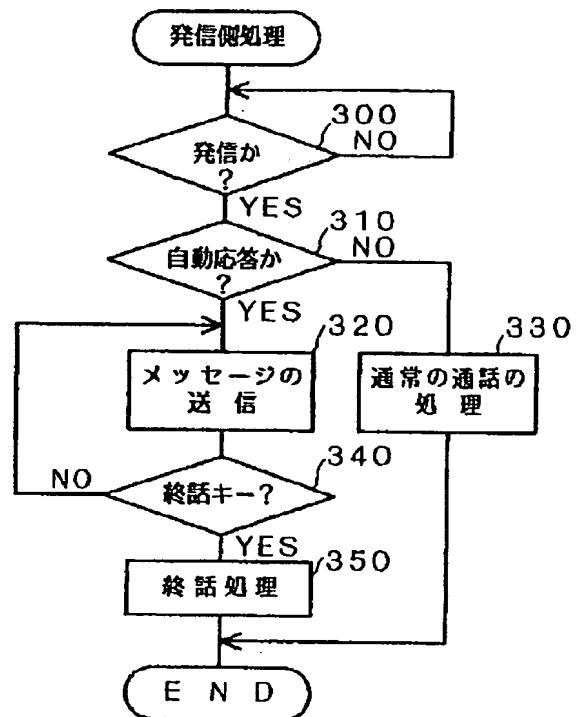 発信側処理
300
発信か
?
NO
YES
310
自動応答か
?
NO
YES
320
メッセージの
送 信
330
通常の通話の
処 理
340
終話キー?
NO
YES
350
終話処理
E N D